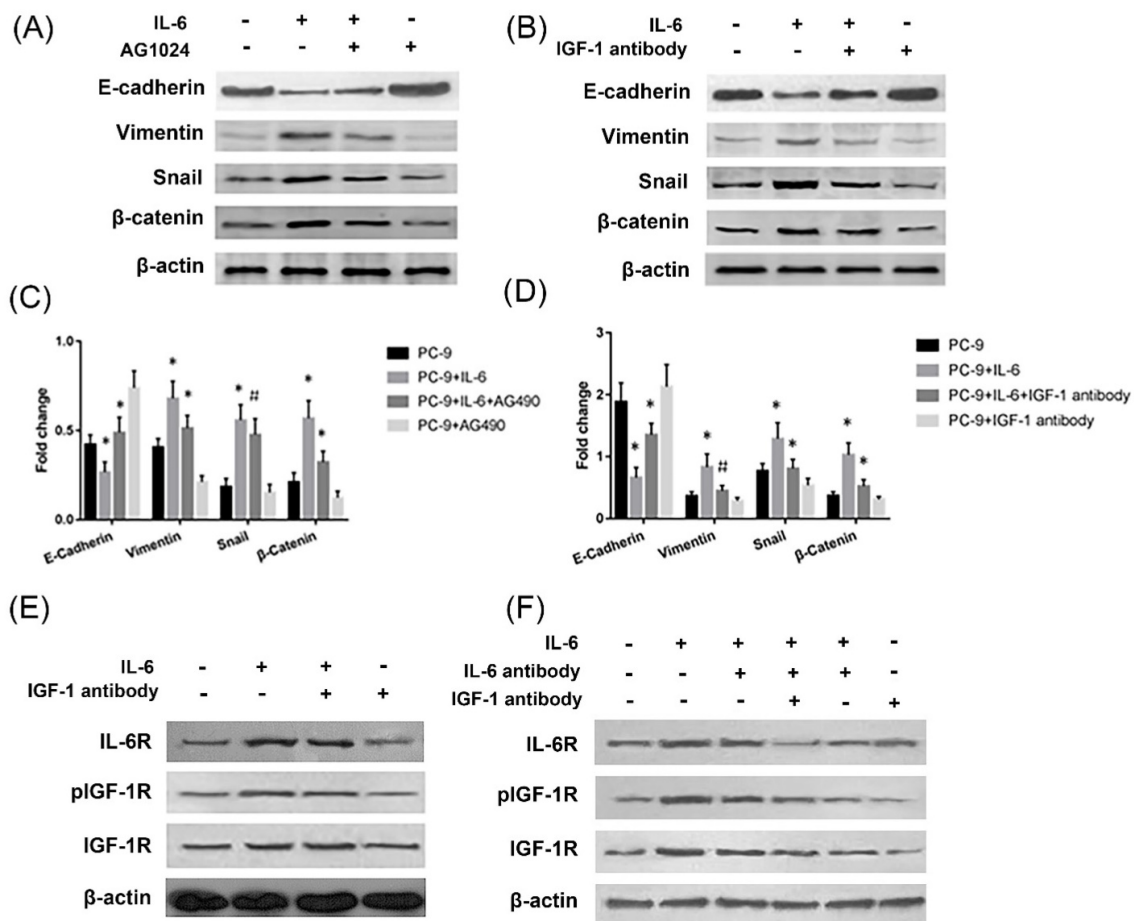 (A)
IL-6 - + + -
AG1024 - - + +
E-cadherin
Vimentin
Snail
β-catenin
β-actin
(B)
IL-6 - + + -
IGF-1 antibody - - + +
E-cadherin
Vimentin
Snail
β-catenin
β-actin
(C)
Fold change
1.0
0.5
0.0
* * * * * # * *
E-Cadherin
Vimentin
Snail
β-Catenin
PC-9
PC-9+IL-6
PC-9+IL-6+AG490
PC-9+AG490
(D)
Fold change
3
2
1
0
* * * # * * * *
E-Cadherin
Vimentin
Snail
β-Catenin
PC-9
PC-9+IL-6
PC-9+IL-6+IGF-1 antibody
PC-9+IGF-1 antibody
(E)
IL-6 - + + -
IGF-1 antibody - - + +
IL-6R
pIGF-1R
IGF-1R
β-actin
(F)
IL-6 - + + + + -
IL-6 antibody - - + + + -
IGF-1 antibody - - - + - +
IL-6R
pIGF-1R
IGF-1R
β-actin